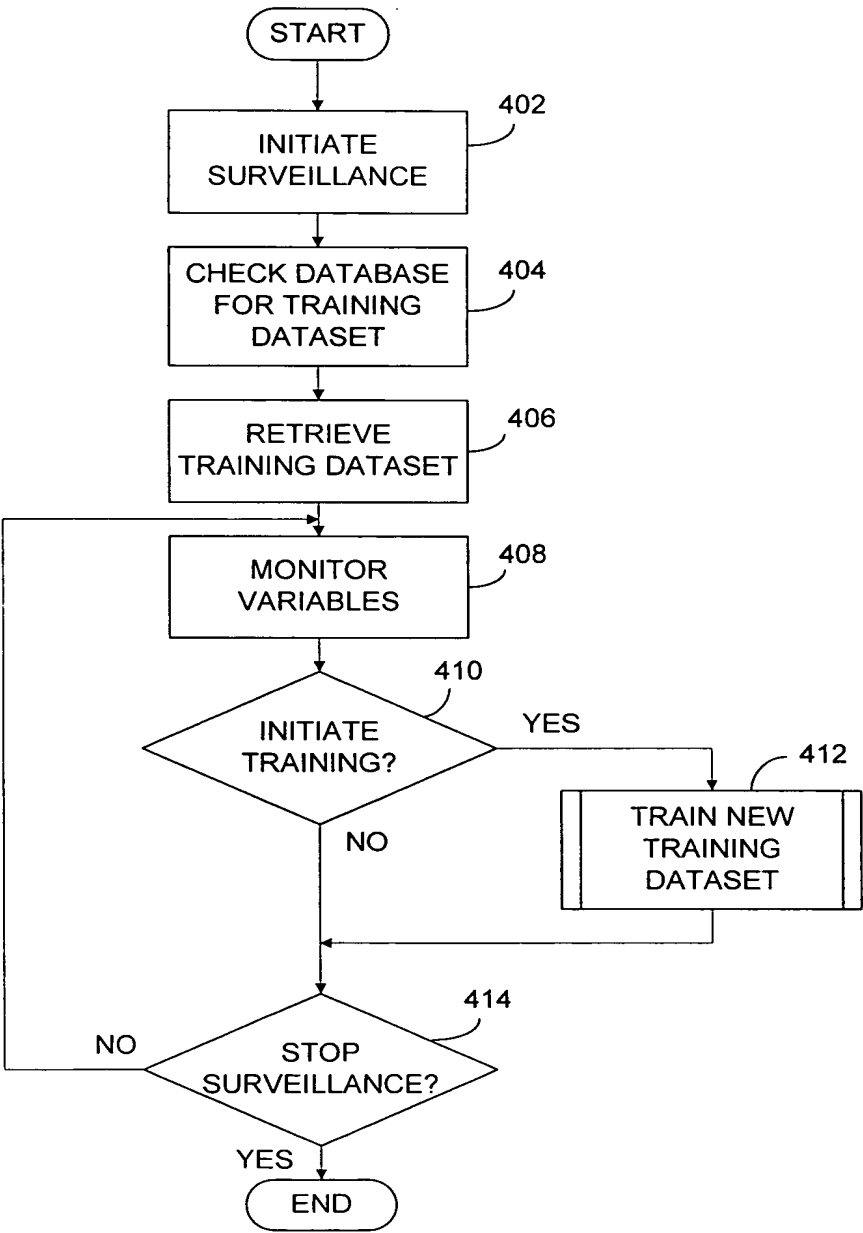 START
402
INITIATE
SURVEILLANCE
404
CHECK DATABASE
FOR TRAINING
DATASET
406
RETRIEVE
TRAINING DATASET
408
MONITOR
VARIABLES
410
INITIATE
TRAINING?
YES
412
TRAIN NEW
TRAINING
DATASET
NO
414
STOP
SURVEILLANCE?
NO
YES
END